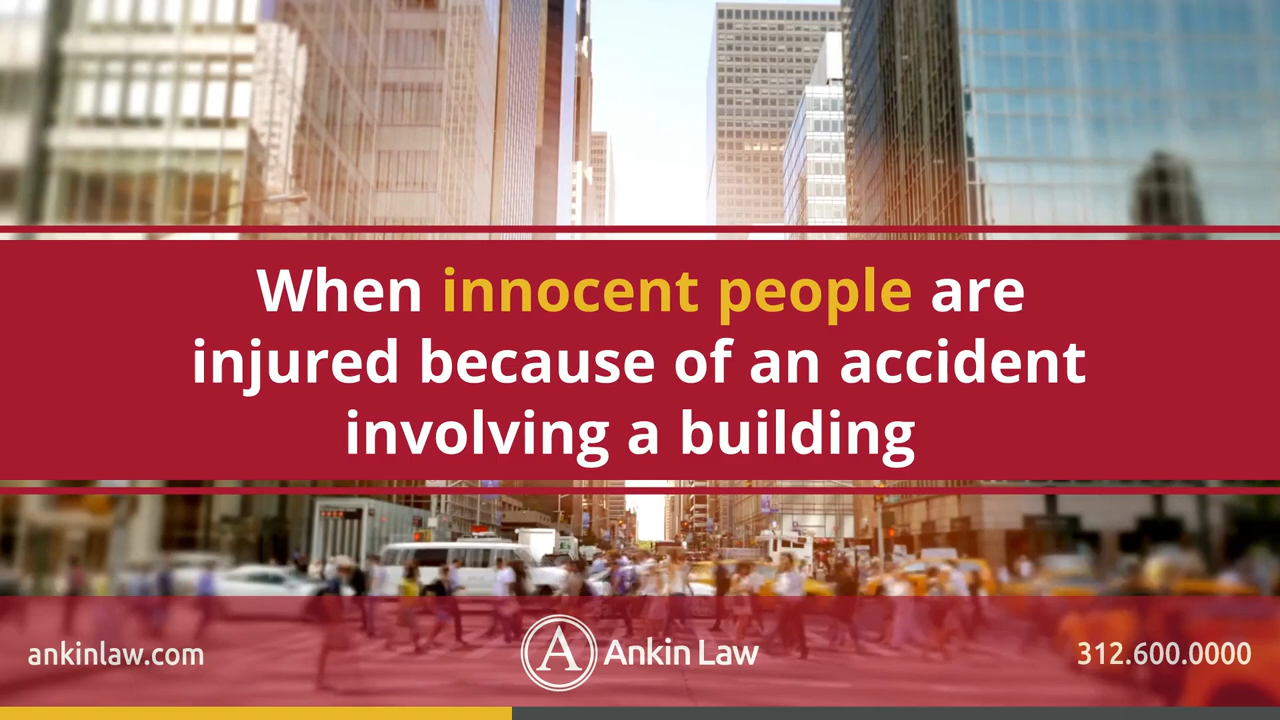 When innocent people are
injured because of an accident
involving a building
ankinlaw.com
A Ankin Law
312.600.0000